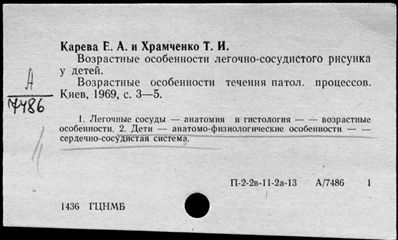 Карева Е. А. и Храмченко Т. И.
Возрастные особенности легочно-сосудистого рисунка
у детей.
Возрастные особенности течения патол. процессов.
Киев, 1969, с. 3—5.
А
7486
1. Легочные сосуды — анатомия и гистология — — возрастные
особенности. 2. Дети — анатомо-физиологические особенности — —
сердечно-сосудистая система.
П-2-2в-11-2а-13 А/7486 1
1436 ГЦНМБ